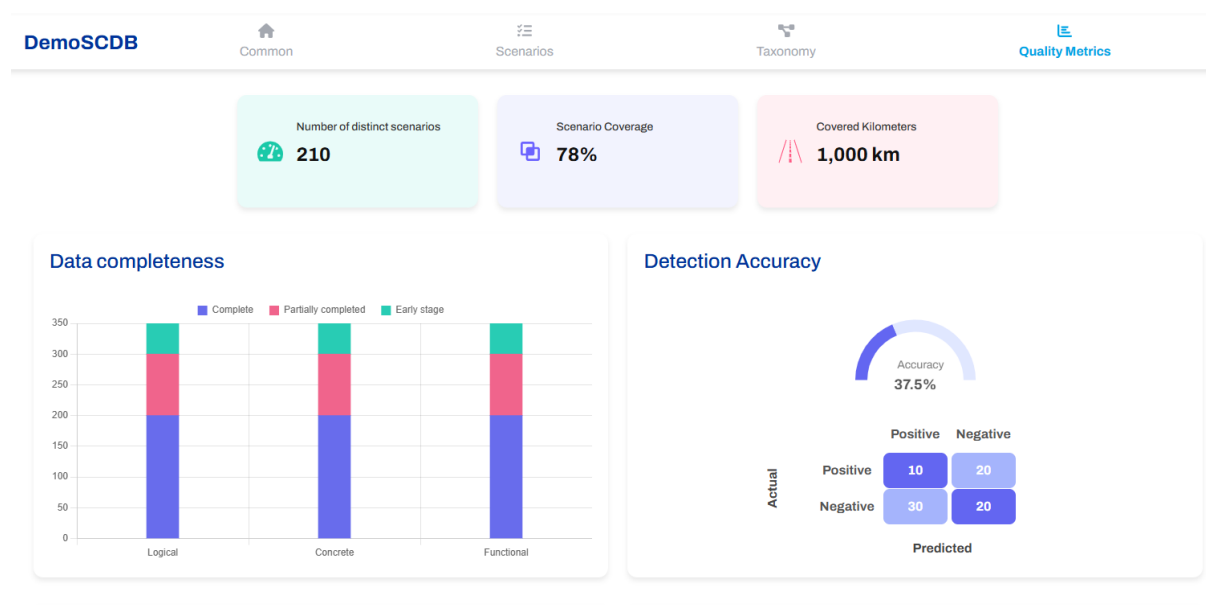 DemoSCDB
Common
Scenarios
Taxonomy
Quality Metrics
Number of distinct scenarios
210
Scenario Coverage
78%
Covered Kilometers
1,000 km
Data completeness
Complete
Partially completed
Early stage
350
300
250
200
150
100
50
0
Logical
Concrete
Functional
Detection Accuracy
Accuracy
37.5%
Positive Negative
Actual
Positive 10 20
Negative 30 20
Predicted